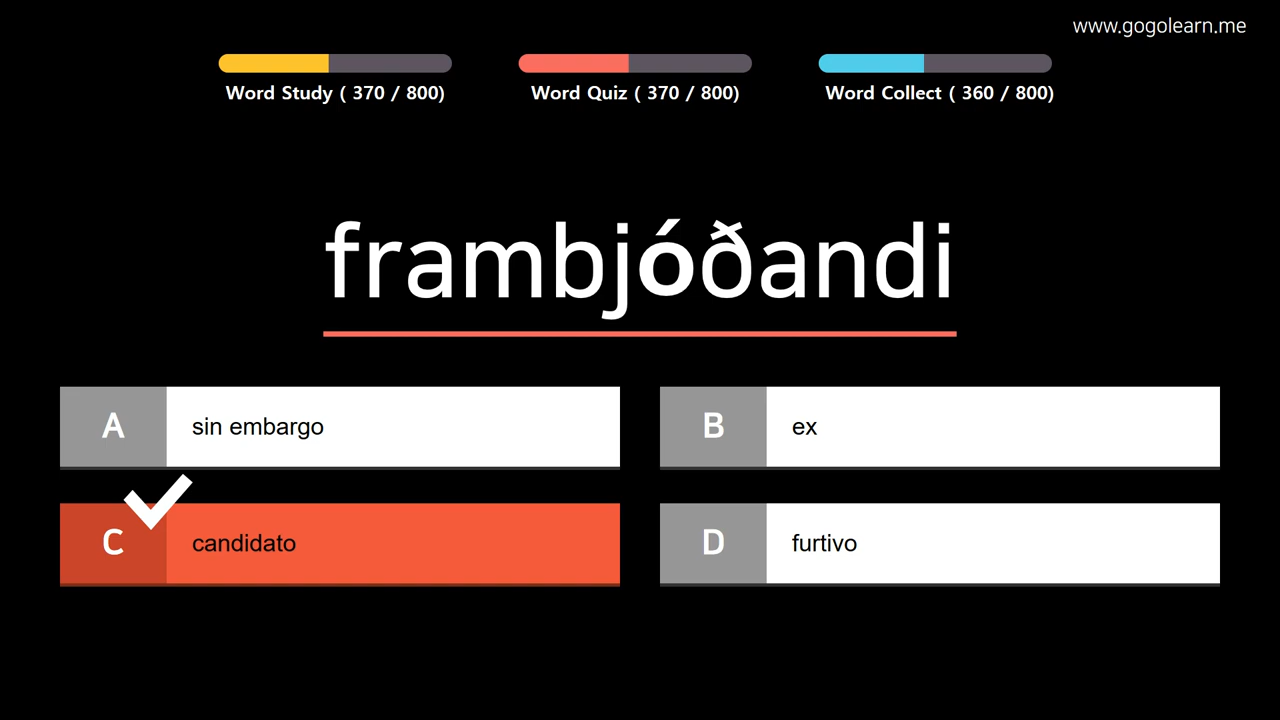 www.gogolearn.me
Word Study ( 370 / 800)
Word Quiz ( 370 / 800)
Word Collect ( 360 / 800)
frambjóðandi
A sin embargo
B ex
C candidato
D furtivo